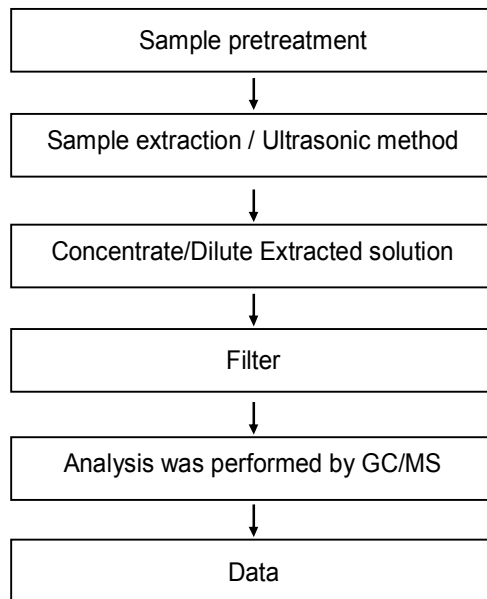 Sample pretreatment
Sample extraction / Ultrasonic method
Concentrate/Dilute Extracted solution
Filter
Analysis was performed by GC/MS
Data